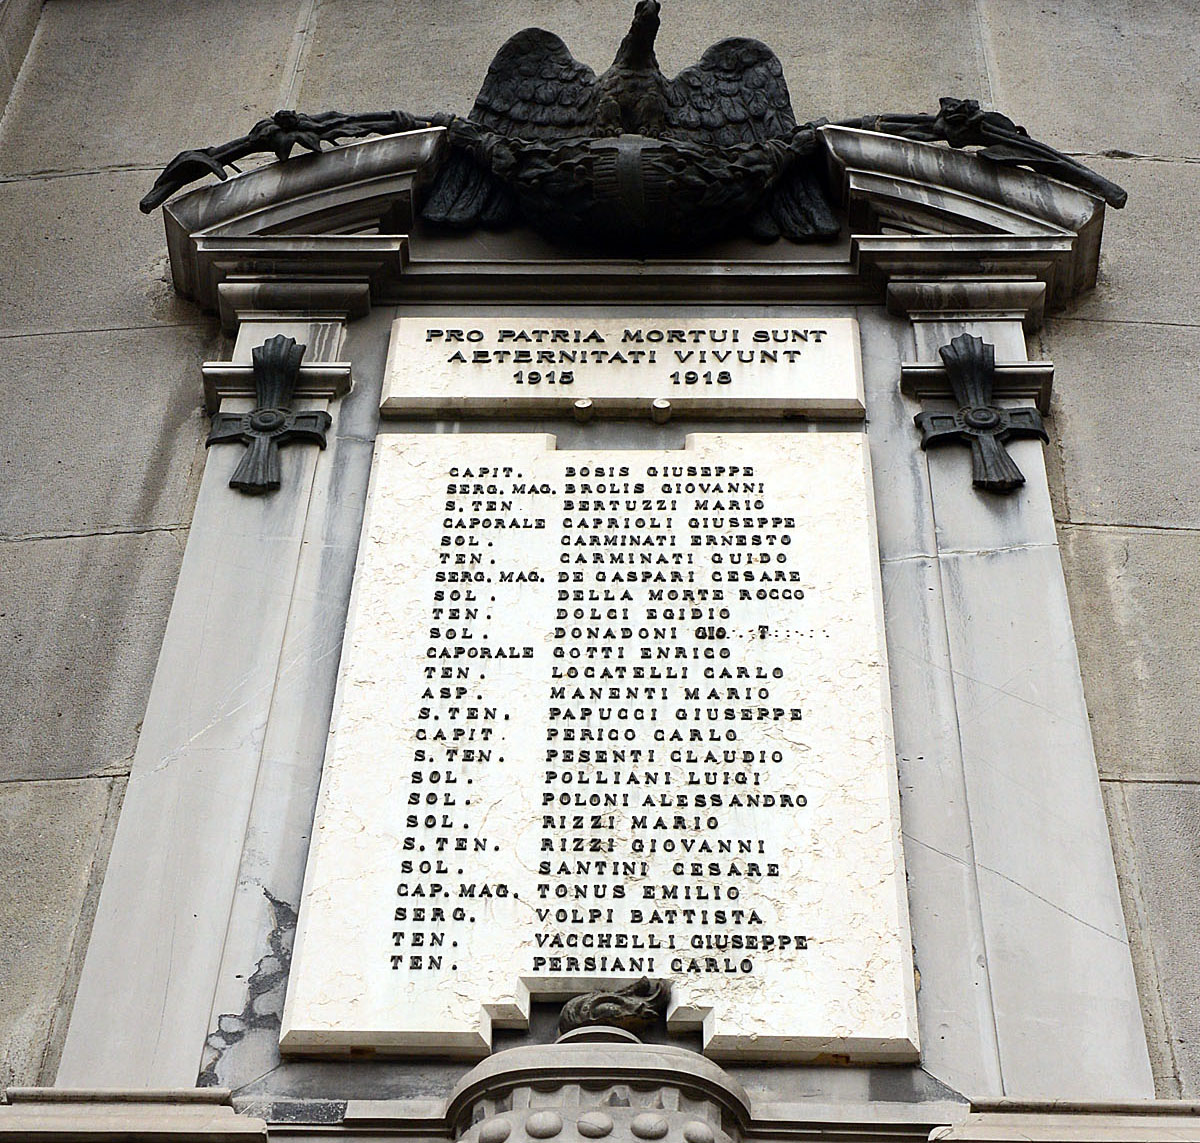 PRO PATRIA MORTUI SUNT
AETERNITATI VIVUNT
1915 1918
CAPIT. BOSIS GIUSEPPE
SERG. MAG. BROLIS GIOVANNI
S. TEN. BERTUZZI MARIO
CAPORALE CAPRIOLI GIUSEPPE
SOL. CARMINATI ERNESTO
TEN. CARMINATI GUIDO
SERG. MAG. DE GASPARI CESARE
SOL. DELLA MORTE ROCCO
TEN. DOLCI EGIDIO
SOL. DONADONI
CAPORALE GOTTI ENRICO
TEN. LOCATELLI CARLO
ASP. MANENTI MARIO
S. TEN. PAPUCCI GIUSEPPE
CAPIT. PERICO CARLO
S. TEN. PESENTI CLAUDIO
SOL. POLLIANI LUIGI
SOL. POLONI ALESSANDRO
SOL. RIZZI MARIO
S. TEN. RIZZI GIOVANNI
SOL. SANTINI CESARE
CAP. MAG. TONUS EMILIO
SERG. VOLPI BATTISTA
TEN. VACCHELLI GIUSEPPE
TEN. PERSIANI CARLO